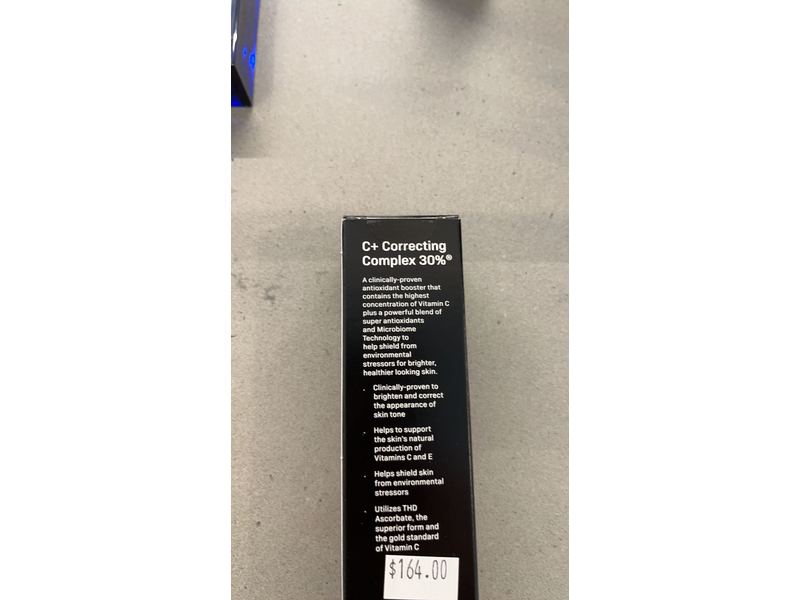 C+ Correcting
Complex 30%®
A clinically-proven
antioxidant booster that
contains the highest
concentration of Vitamin C
plus a powerful blend of
super antioxidants
and Microbiome
Technology to
help shield from
environmental
stressors for brighter,
healthier looking skin.
· Clinically-proven to
brighten and correct
the appearance of
skin tone
· Helps to support
the skin's natural
production of
Vitamins C and E
· Helps shield skin
from environmental
stressors
· Utilizes THD
Ascorbate, the
superior form and
the gold standard
of Vitamin C
$164.00